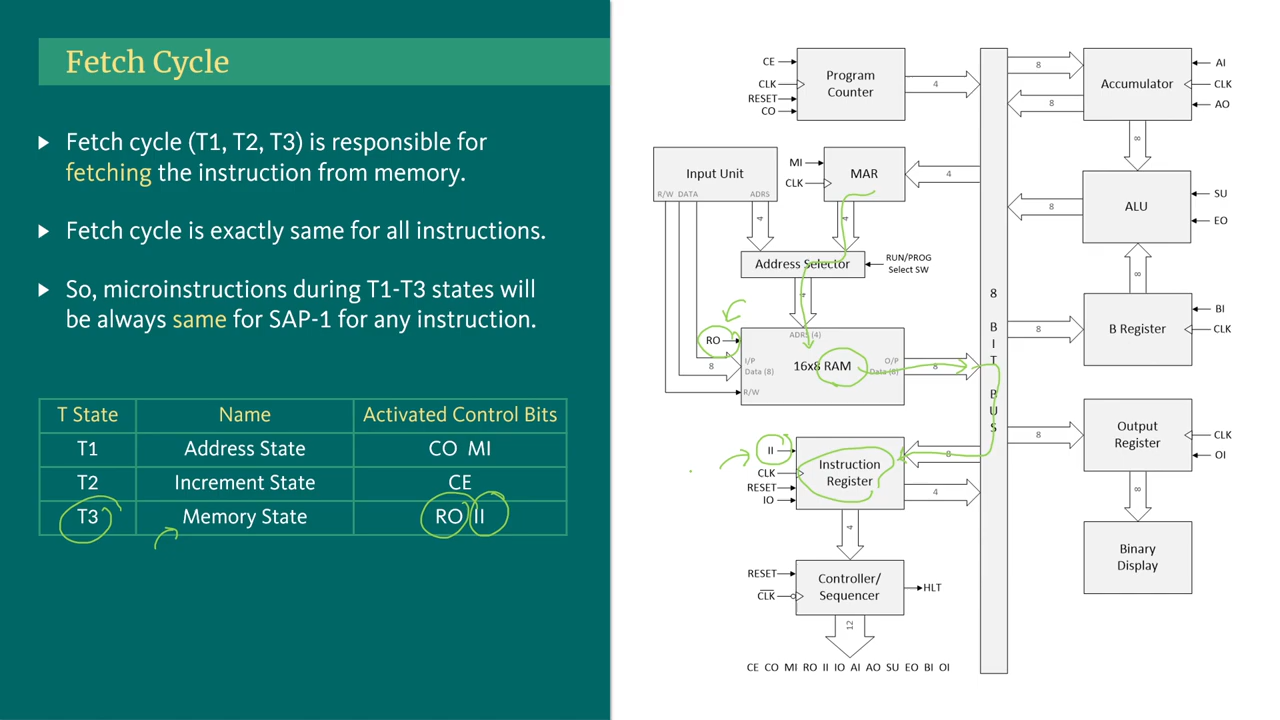 Fetch Cycle
Fetch cycle (T1, T2, T3) is responsible for
fetching the instruction from memory.
Fetch cycle is exactly same for all instructions.
So, microinstructions during T1-T3 states will
be always same for SAP-1 for any instruction.
T State Name Activated Control Bits
T1 Address State CO MI
T2 Increment State CE
T3 Memory State RO II
CE
CLK
RESET
CO
Program
Counter
4
8
8
Accumulator
AI
CLK
AO
8
Input Unit
R/W DATA ADRS
MI
CLK
MAR
4
4
4
8
ALU
SU
EO
8
Address Selector
RUN/PROG
Select SW
4
RO
ADRS (4)
16x8 RAM
I/P
Data (8)
O/P
Data (8)
R/W
8
8
8 BIT BUS
8
B Register
BI
CLK
II
CLK
RESET
IO
Instruction
Register
8
4
4
8
Output
Register
CLK
OI
8
Binary
Display
RESET
CLK
Controller/
Sequencer
HLT
12
CE CO MI RO II IO AI AO SU EO BI OI